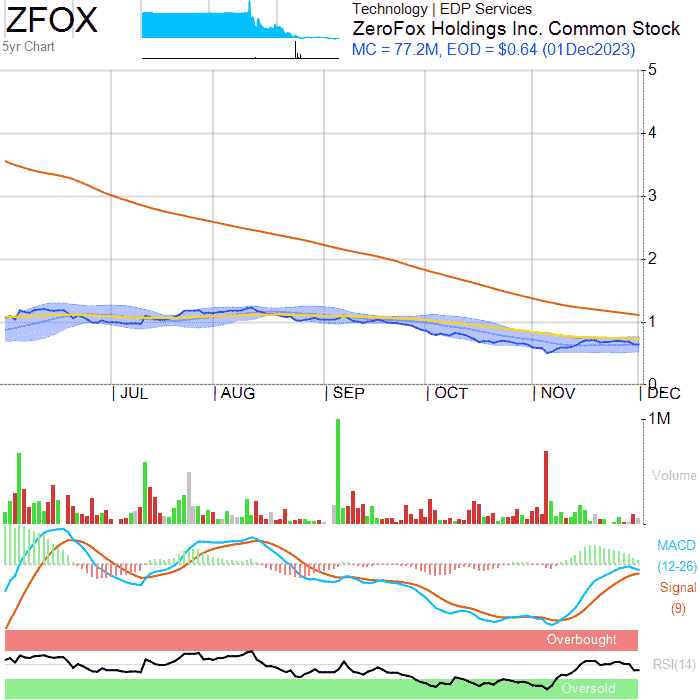 ZFOX
5yr Chart
Technology | EDP Services
ZeroFox Holdings Inc. Common Stock
MC = 77.2M, EOD = $0.64 (01Dec2023)
5
4
3
2
1
0
JUL AUG SEP OCT NOV DEC
1M
Volume
MACD
(12-26)
Signal
(9)
Overbought
RSI(14)
Oversold